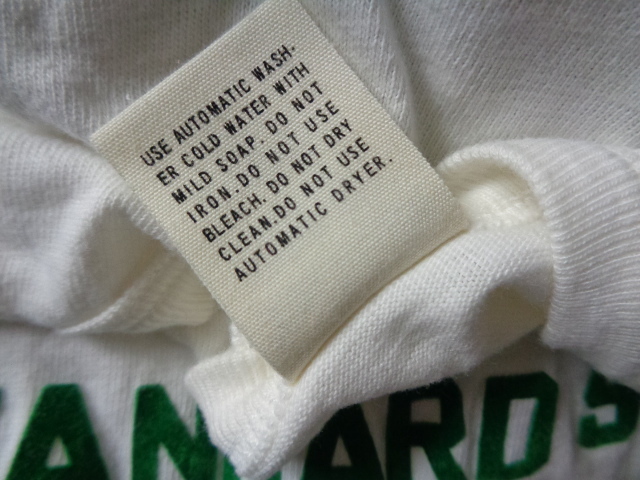 USE AUTOMATIC WASH-
ER COLD WATER WITH
MILD SOAP. DO NOT
IRON. DO NOT USE
BLEACH. DO NOT DRY
CLEAN. DO NOT USE
AUTOMATIC DRYER.